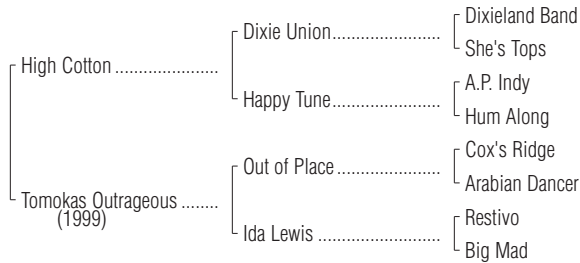 Dixieland Band
Dixie Union
She's Tops
High Cotton
A.P. Indy
Happy Tune
Hum Along
Cox's Ridge
Out of Place
Arabian Dancer
Tomokas Outrageous
(1999)
Restivo
Ida Lewis
Big Mad